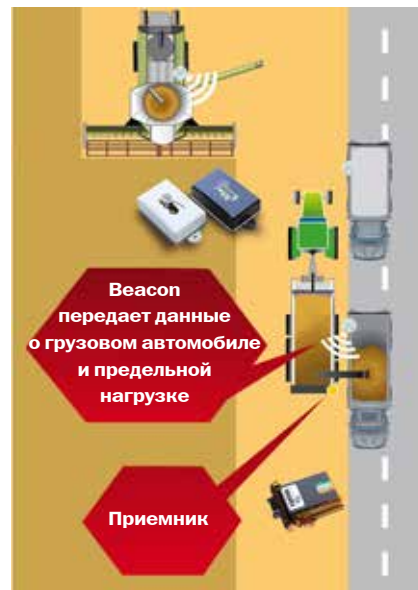 Beacon
передает данные
о грузовом автомобиле
и предельной
нагрузке
Приемник